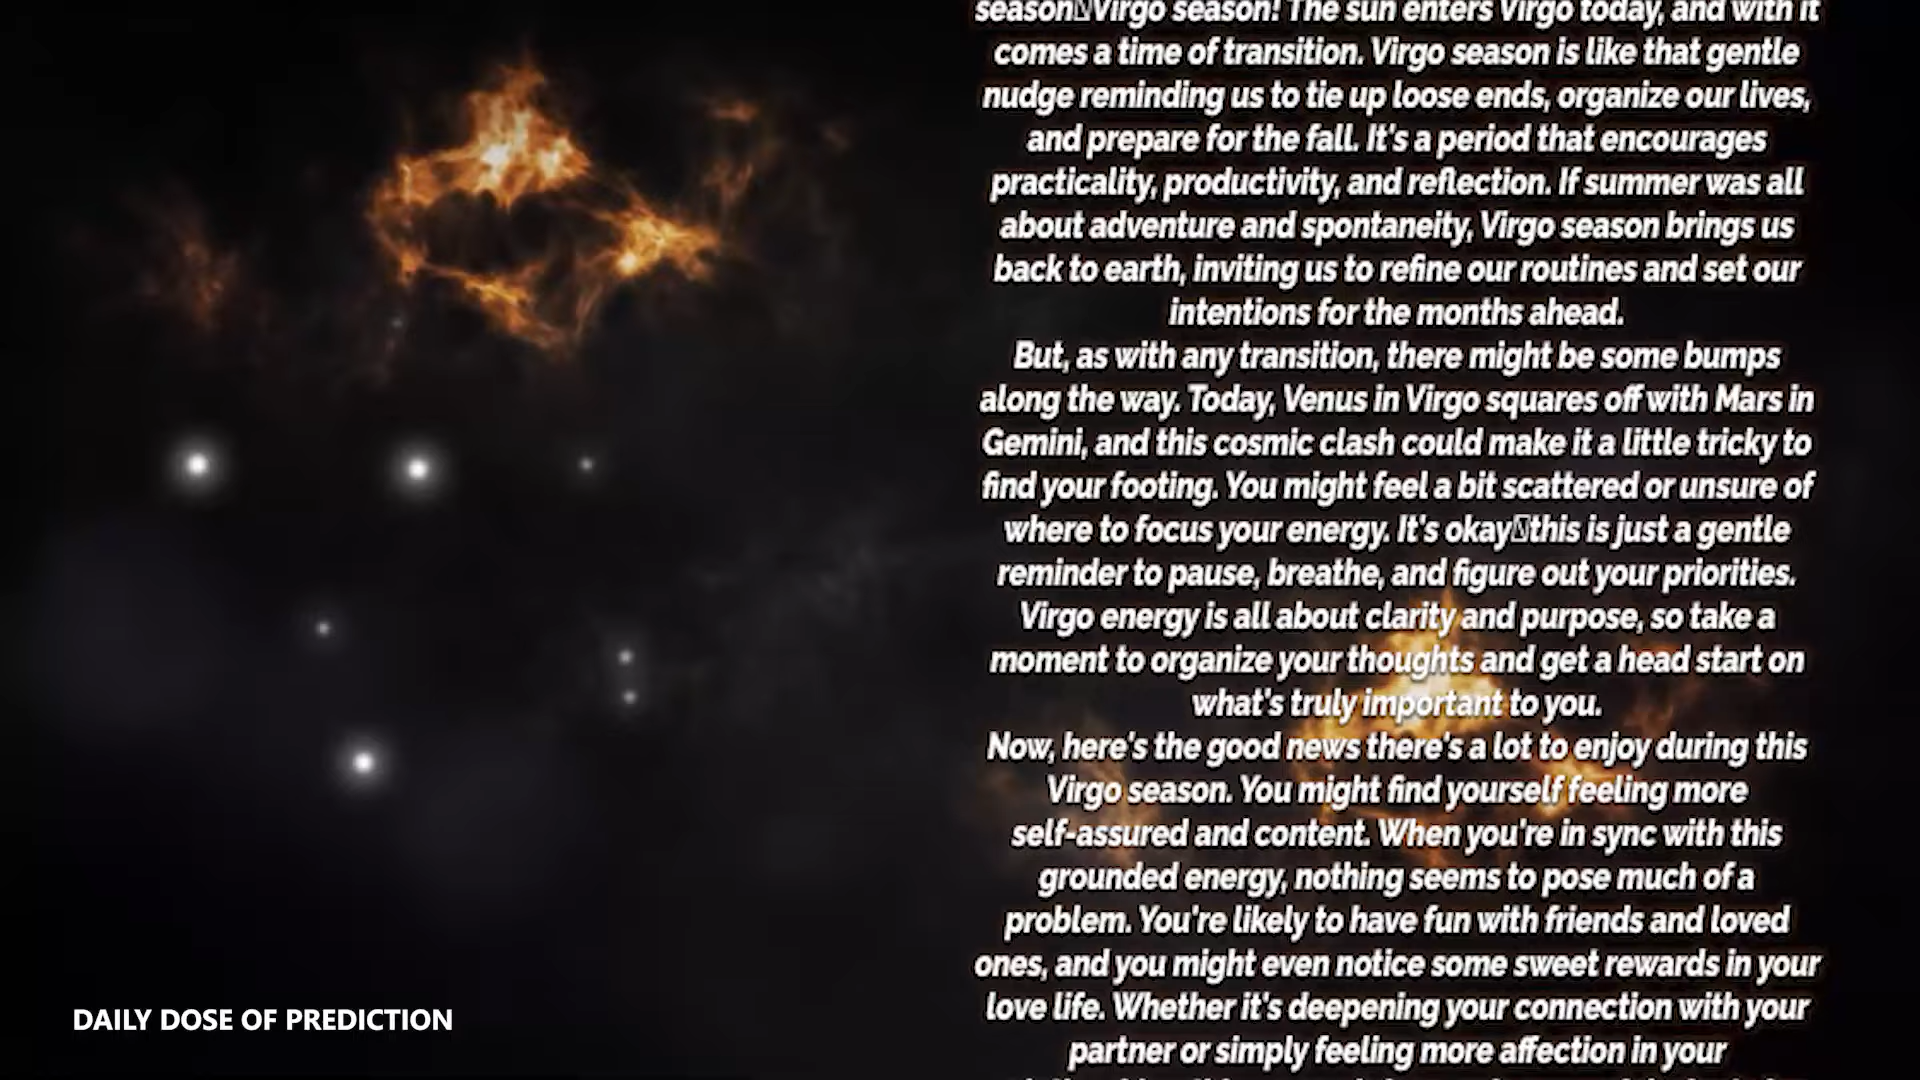 season▯Virgo season! The sun enters Virgo today, and with it
comes a time of transition. Virgo season is like that gentle
nudge reminding us to tie up loose ends, organize our lives,
and prepare for the fall. It's a period that encourages
practicality, productivity, and reflection. If summer was all
about adventure and spontaneity, Virgo season brings us
back to earth, inviting us to refine our routines and set our
intentions for the months ahead.
But, as with any transition, there might be some bumps
along the way. Today, Venus in Virgo squares off with Mars in
Gemini, and this cosmic clash could make it a little tricky to
find your footing. You might feel a bit scattered or unsure of
where to focus your energy. It's okay▯this is just a gentle
reminder to pause, breathe, and figure out your priorities.
Virgo energy is all about clarity and purpose, so take a
moment to organize your thoughts and get a head start on
what's truly important to you.
Now, here's the good news there's a lot to enjoy during this
Virgo season. You might find yourself feeling more
self-assured and content. When you're in sync with this
grounded energy, nothing seems to pose much of a
problem. You're likely to have fun with friends and loved
ones, and you might even notice some sweet rewards in your
love life. Whether it's deepening your connection with your
partner or simply feeling more affection in your
DAILY DOSE OF PREDICTION